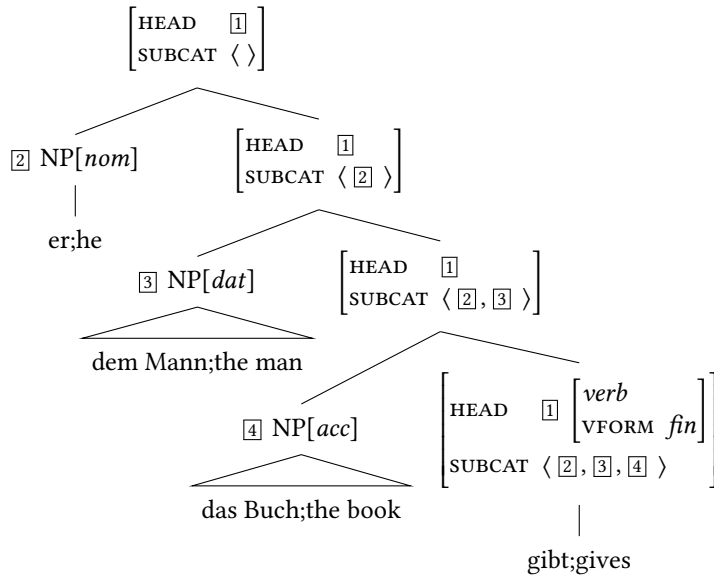 [HEAD 1
SUBCAT ⟨ ⟩]
2 NP[nom]
[HEAD 1
SUBCAT ⟨ 2 ⟩]
er;he
3 NP[dat]
[HEAD 1
SUBCAT ⟨ 2 , 3 ⟩]
dem Mann;the man
4 NP[acc]
[HEAD 1 [verb
VFORM fin]
SUBCAT ⟨ 2 , 3 , 4 ⟩]
das Buch;the book
gibt;gives